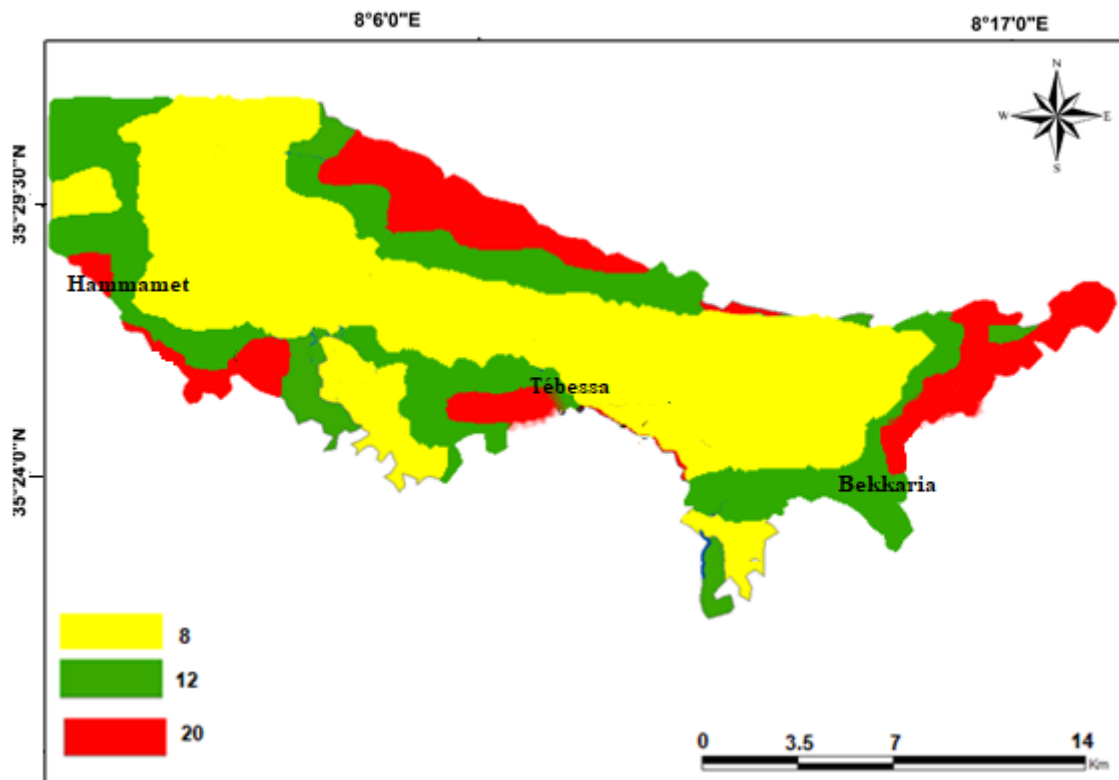 8°6'0"E
8°17'0"E
N
W
E
S
35°29'30"N
35°24'0"N
Hammamet
Tébessa
Bekkaria
8
12
20
0 3.5 7 14
Km